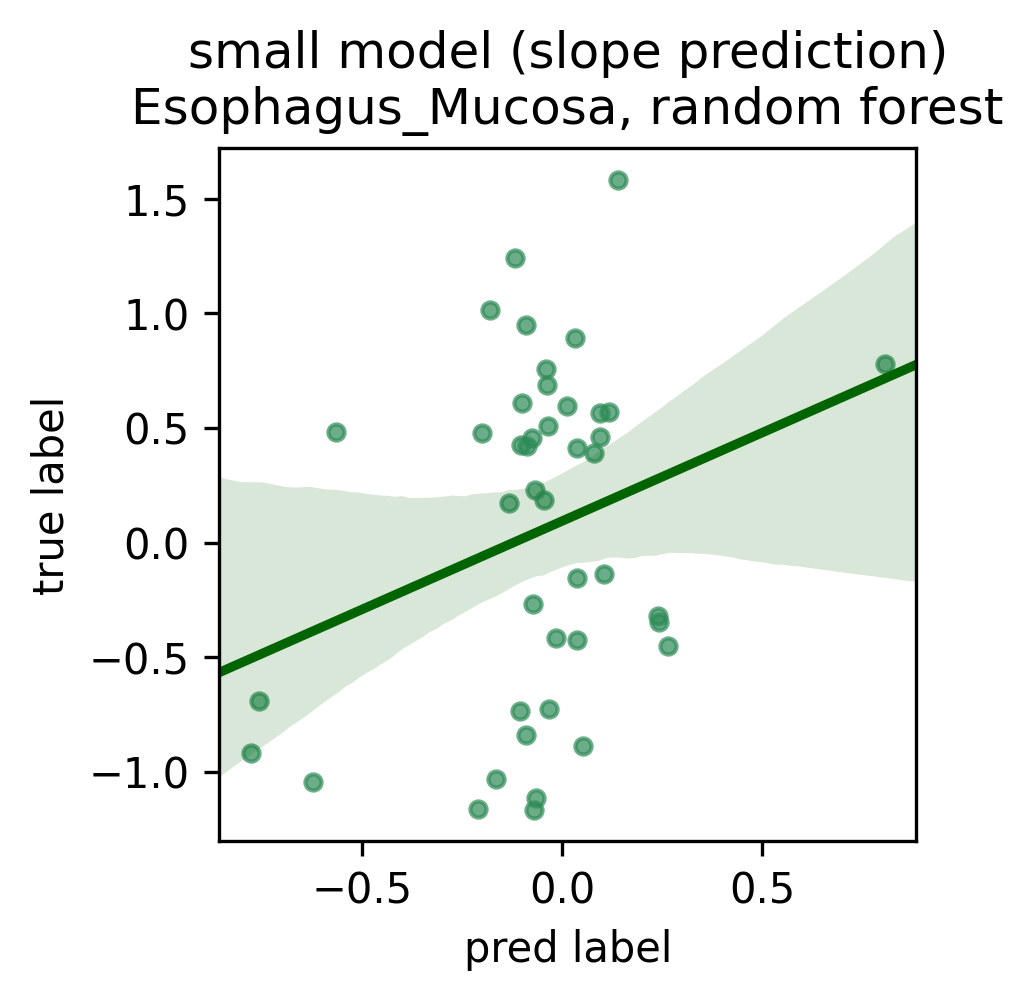 small model (slope prediction)
Esophagus_Mucosa, random forest
1.5
1.0
0.5
0.0
−0.5
−1.0
true label
−0.5
0.0
0.5
pred label